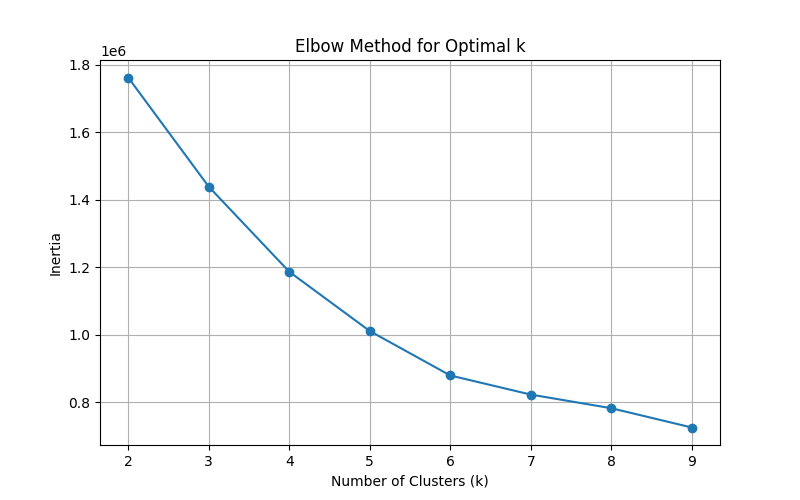 Elbow Method for Optimal k
1e6
1.8
1.6
1.4
1.2
1.0
0.8
Inertia
2 3 4 5 6 7 8 9
Number of Clusters (k)